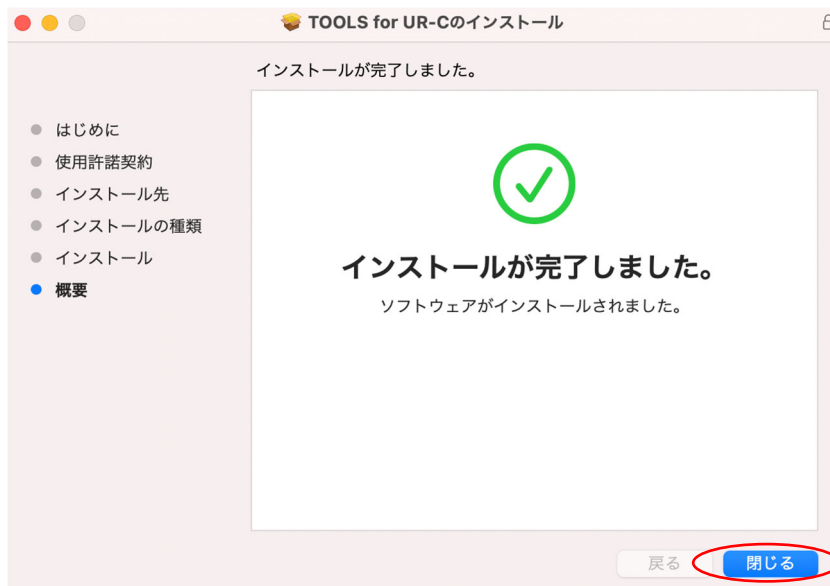 TOOLS for UR-Cのインストール
インストールが完了しました。
はじめに
使用許諾契約
インストール先
インストールの種類
インストール
概要
インストールが完了しました。
ソフトウェアがインストールされました。
戻る
閉じる